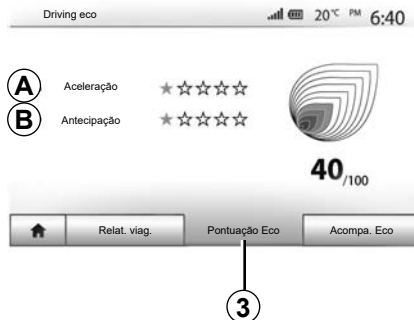 Driving eco 20°C PM 6:40
A Aceleração
B Antecipação
40/100
Relat. viag. Pontuação Eco Acompa. Eco
3